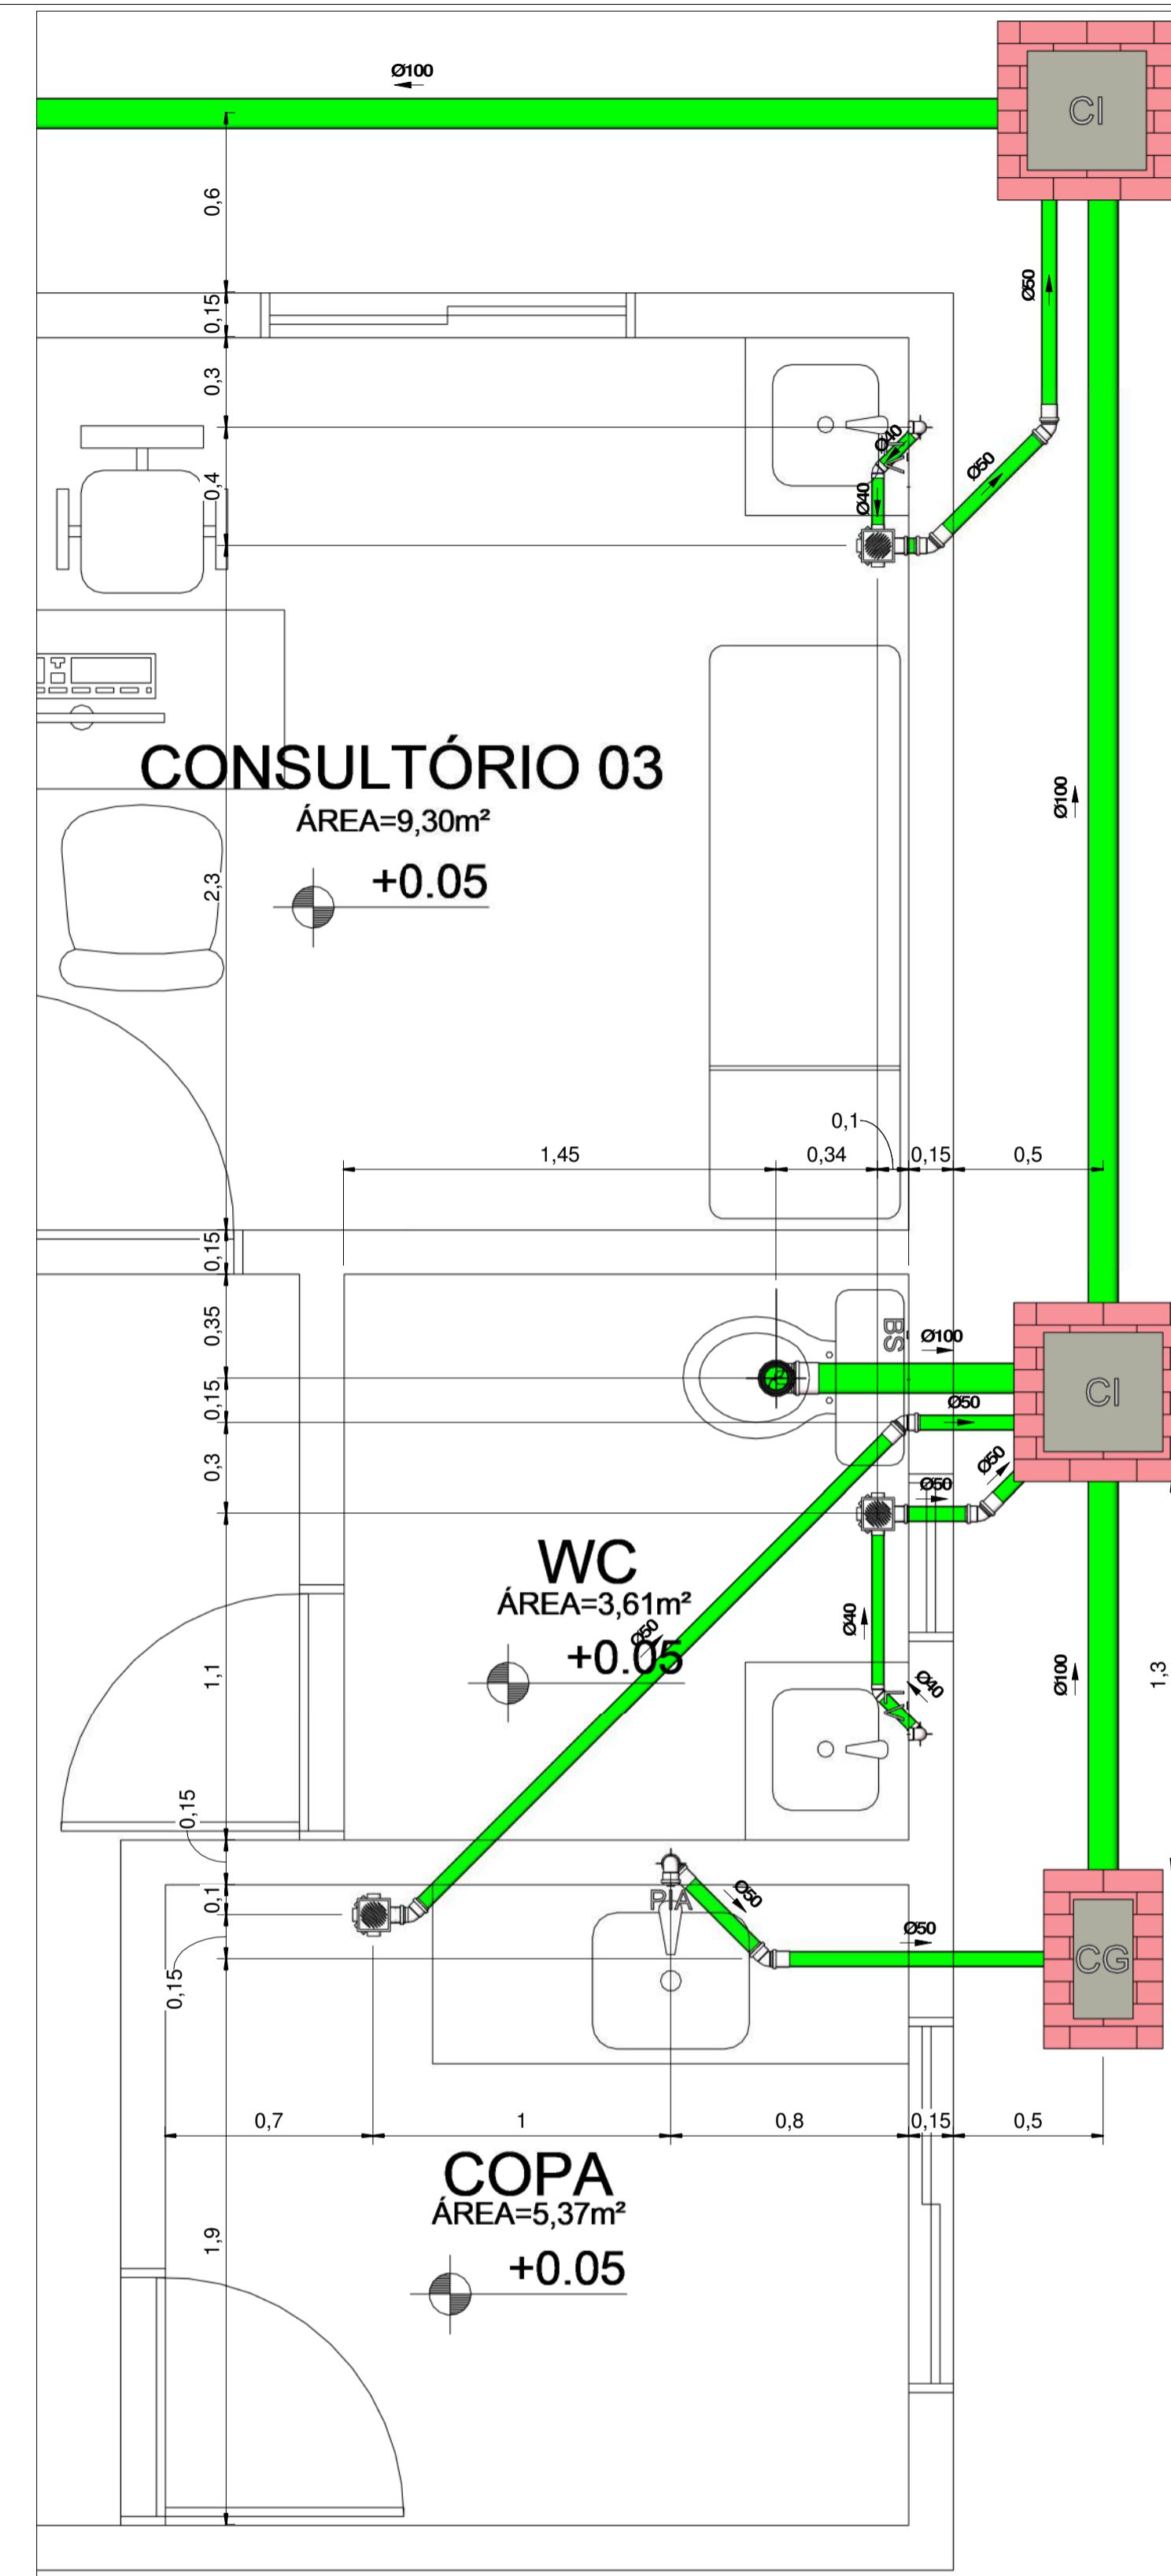 Ø100
CI
0,6
Ø50
0,15
0,3
Ø40
0,4
Ø50
Ø40
CONSULTÓRIO 03
ÁREA=9,30m²
Ø100
+0.05
2,3
0,1
1,45
0,34
0,15
0,5
0,15
0,35
BS
Ø100
CI
0,15
Ø50
0,3
Ø50
Ø50
WC
ÁREA=3,61m²
Ø40
Ø50
+0.05
1,1
Ø100
1,3
Ø40
0,15
0,1
PIA
Ø50
Ø50
CG
0,15
0,7
1
0,8
0,15
0,5
COPA
ÁREA=5,37m²
1,9
+0.05